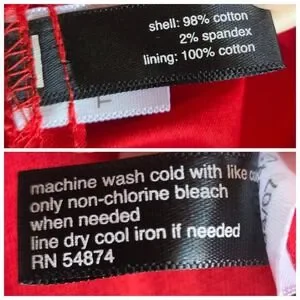 shell: 98% cotton
2% spandex
lining: 100% cotton
T
machine wash cold with like
only non-chlorine bleach
when needed
line dry cool iron if needed
RN 54874